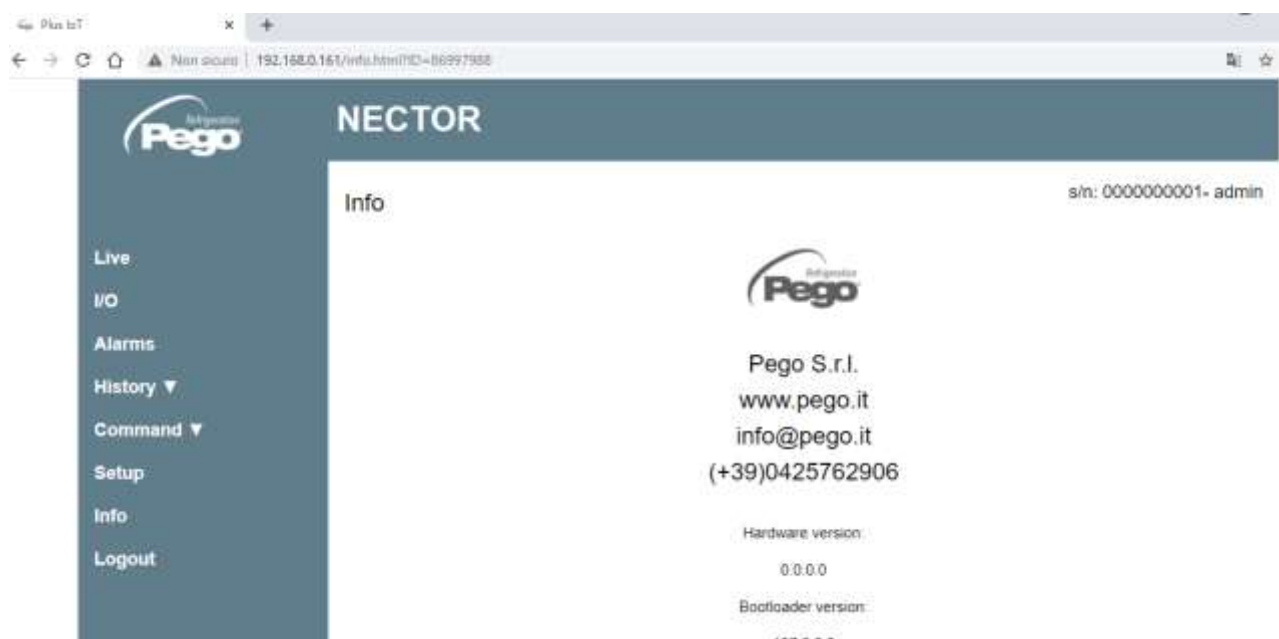 Plus IoT
Non sicuro | 192.168.0.161/info.html?ID=86997988
Refrigeration
Pego
NECTOR
Info
s/n: 0000000001- admin
Live
I/O
Alarms
History ▼
Command ▼
Setup
Info
Logout
Refrigeration
Pego
Pego S.r.l.
www.pego.it
info@pego.it
(+39)0425762906
Hardware version
0.0.0.0
Bootloader version